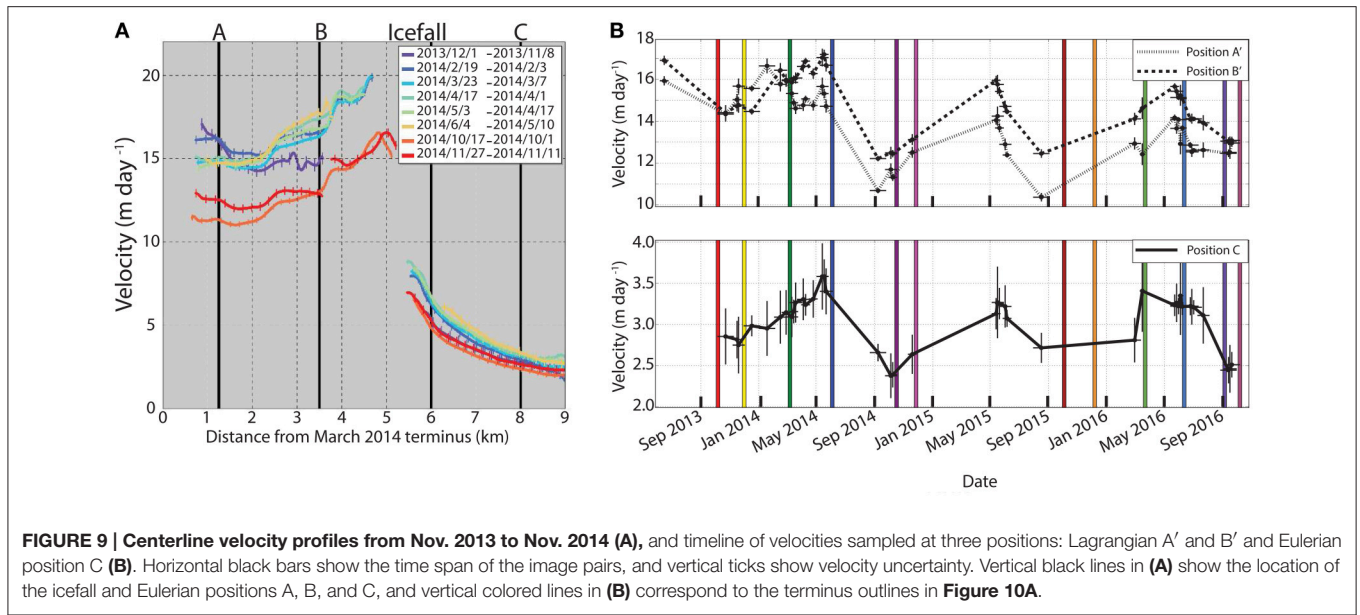 A
A B Icefall C
Velocity (m day⁻¹)
20
15
10
5
0
2013/12/1 –2013/11/8
2014/2/19 –2014/2/3
2014/3/23 –2014/3/7
2014/4/17 –2014/4/1
2014/5/3 –2014/4/17
2014/6/4 –2014/5/10
2014/10/17 –2014/10/1
2014/11/27 –2014/11/11
0 1 2 3 4 5 6 7 8 9
Distance from March 2014 terminus (km)
B
Velocity (m day⁻¹)
18
16
14
12
10
Position A′
Position B′
Velocity (m day⁻¹)
4.0
3.5
3.0
2.5
2.0
Position C
Sep 2013 Jan 2014 May 2014 Sep 2014 Jan 2015 May 2015 Sep 2015 Jan 2016 May 2016 Sep 2016
Date
FIGURE 9 | Centerline velocity profiles from Nov. 2013 to Nov. 2014 (A), and timeline of velocities sampled at three positions: Lagrangian A′ and B′ and Eulerian
position C (B). Horizontal black bars show the time span of the image pairs, and vertical ticks show velocity uncertainty. Vertical black lines in (A) show the location of
the icefall and Eulerian positions A, B, and C, and vertical colored lines in (B) correspond to the terminus outlines in Figure 10A.